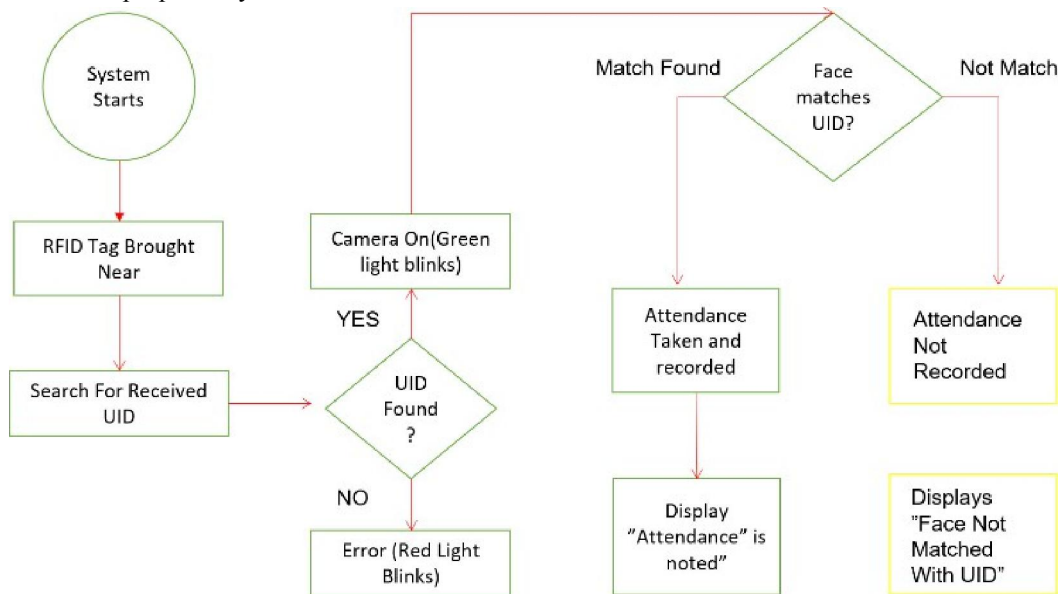 System
Starts
RFID Tag Brought
Near
Search For Received
UID
Camera On(Green
light blinks)
YES
UID
Found
?
NO
Error (Red Light
Blinks)
Match Found
Face
matches
UID?
Not Match
Attendance
Taken and
recorded
Display
”Attendance” is
noted”
Attendance
Not
Recorded
Displays
”Face Not
Matched
With UID”